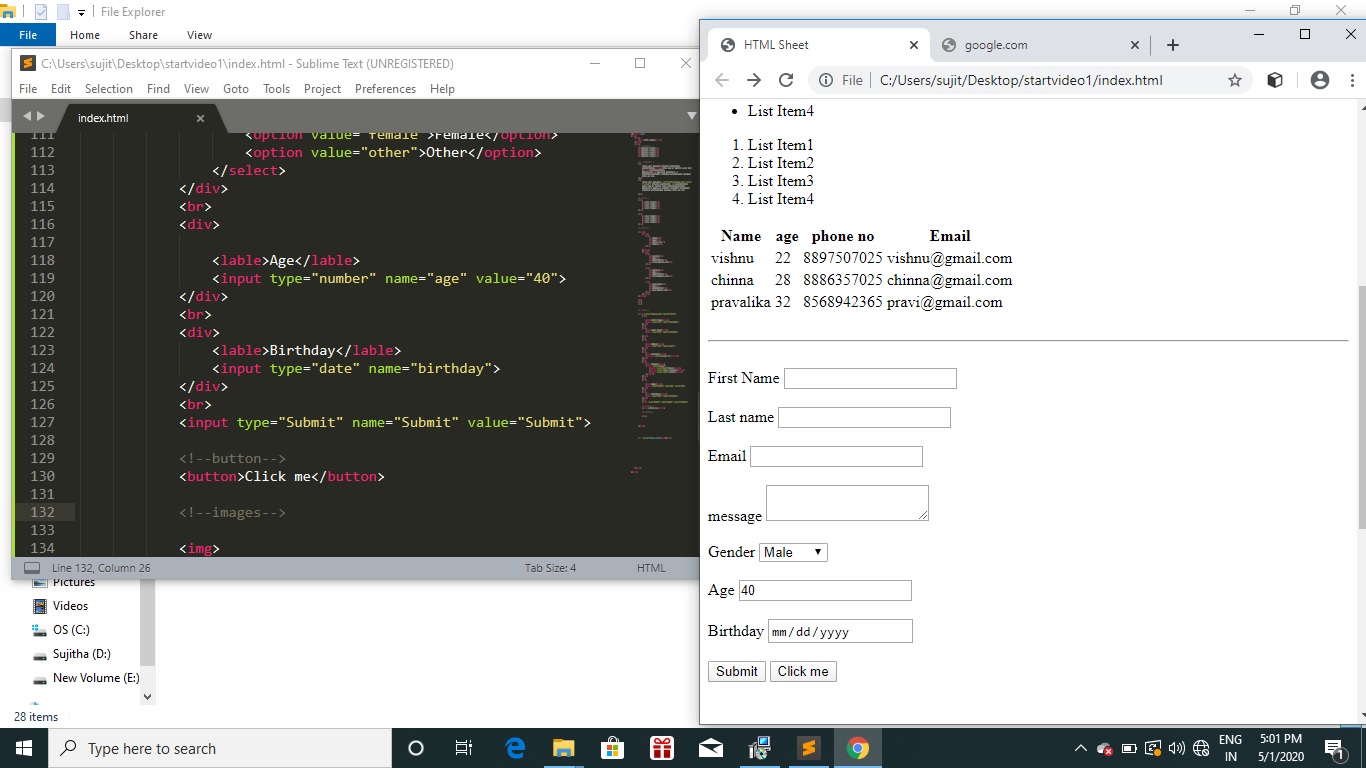 File Explorer
File Home Share View
C:\Users\sujit\Desktop\startvideo1\index.html - Sublime Text (UNREGISTERED)
File Edit Selection Find View Goto Tools Project Preferences Help
index.html
111 <option value="female">Female</option>
112 <option value="other">Other</option>
113 </select>
114 </div>
115 <br>
116 <div>
117
118 <lable>Age</lable>
119 <input type="number" name="age" value="40">
120 </div>
121 <br>
122 <div>
123 <lable>Birthday</lable>
124 <input type="date" name="birthday">
125 </div>
126 <br>
127 <input type="Submit" name="Submit" value="Submit">
128
129 <!--button-->
130 <button>Click me</button>
131
132 <!--images-->
133
134 <img>
Line 132, Column 26 Tab Size: 4 HTML
Pictures
Videos
OS (C:)
Sujitha (D:)
New Volume (E:)
28 items
HTML Sheet google.com
File C:/Users/sujit/Desktop/startvideo1/index.html
• List Item4
1. List Item1
2. List Item2
3. List Item3
4. List Item4
Name age phone no Email
vishnu 22 8897507025 vishnu@gmail.com
chinna 28 8886357025 chinna@gmail.com
pravalika 32 8568942365 pravi@gmail.com
First Name
Last name
Email
message
Gender Male
Age 40
Birthday mm/dd/yyyy
Submit Click me
Type here to search
ENG
IN
5:01 PM
5/1/2020
1